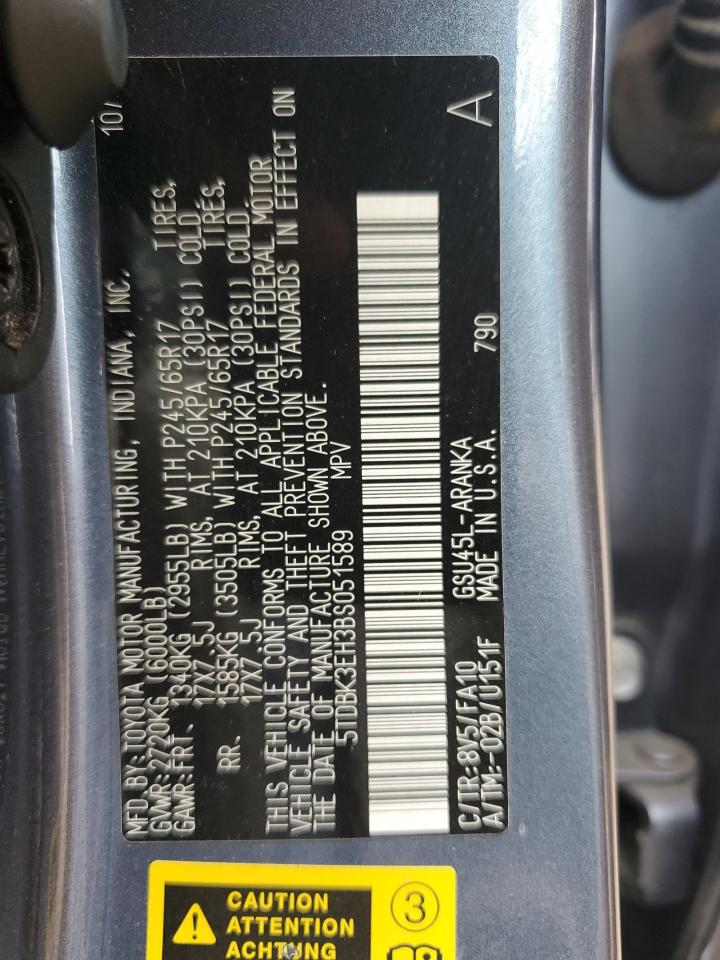 MFD BY:TOYOTA MOTOR MANUFACTURING, INDIANA, INC. 10/
GVWR:2720KG (6000LB)
GAWR:FRT. 1340KG (2955LB) WITH P245/65R17 TIRES,
17X7.5J RIMS, AT 210KPA (30PSI) COLD.
RR. 1585KG (3505LB) WITH P245/65R17 TIRES,
17X7.5J RIMS, AT 210KPA (30PSI) COLD.
THIS VEHICLE CONFORMS TO ALL APPLICABLE FEDERAL MOTOR
VEHICLE SAFETY AND THEFT PREVENTION STANDARDS IN EFFECT ON
THE DATE OF MANUFACTURE SHOWN ABOVE.
5TDBK3EH3BS051589 MPV
C/TR:8V5/FA10 GSU45L-ARANKA A
A/TM:-02B/U151F MADE IN U.S.A. 790
CAUTION
ATTENTION
ACHTUNG
3